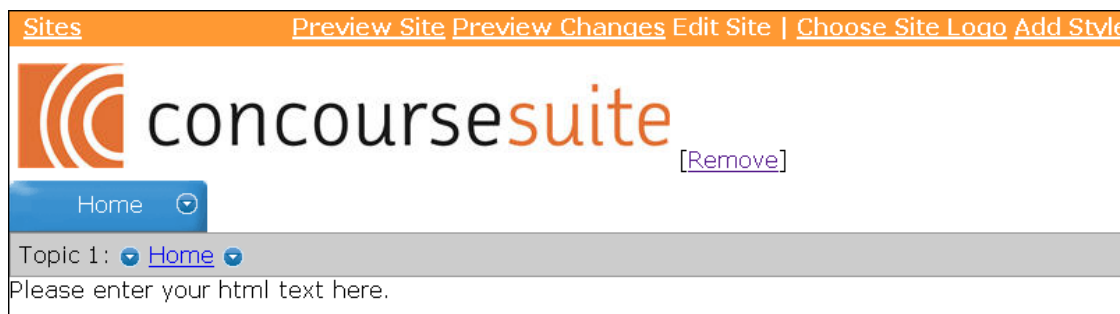 Sites Preview Site Preview Changes Edit Site | Choose Site Logo Add Style
concoursesuite [Remove]
Home
Topic 1: Home
Please enter your html text here.